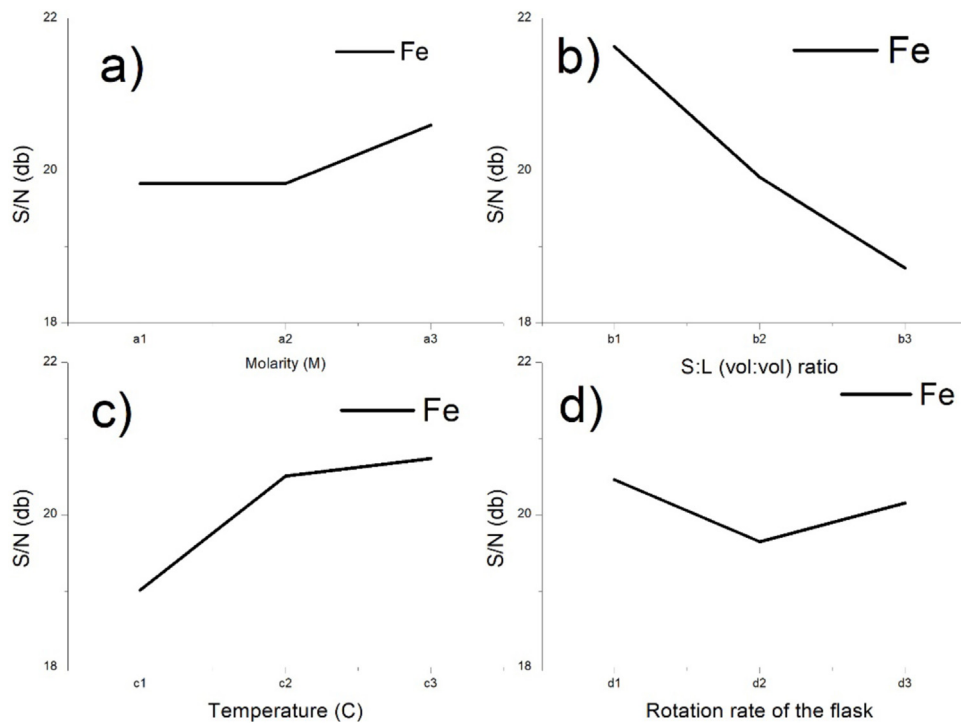 a)
Fe
22
20
18
S/N (db)
a1 a2 a3
Molarity (M)
b)
Fe
22
20
18
S/N (db)
b1 b2 b3
S:L (vol:vol) ratio
c)
Fe
22
20
18
S/N (db)
c1 c2 c3
Temperature (C)
d)
Fe
22
20
18
S/N (db)
d1 d2 d3
Rotation rate of the flask